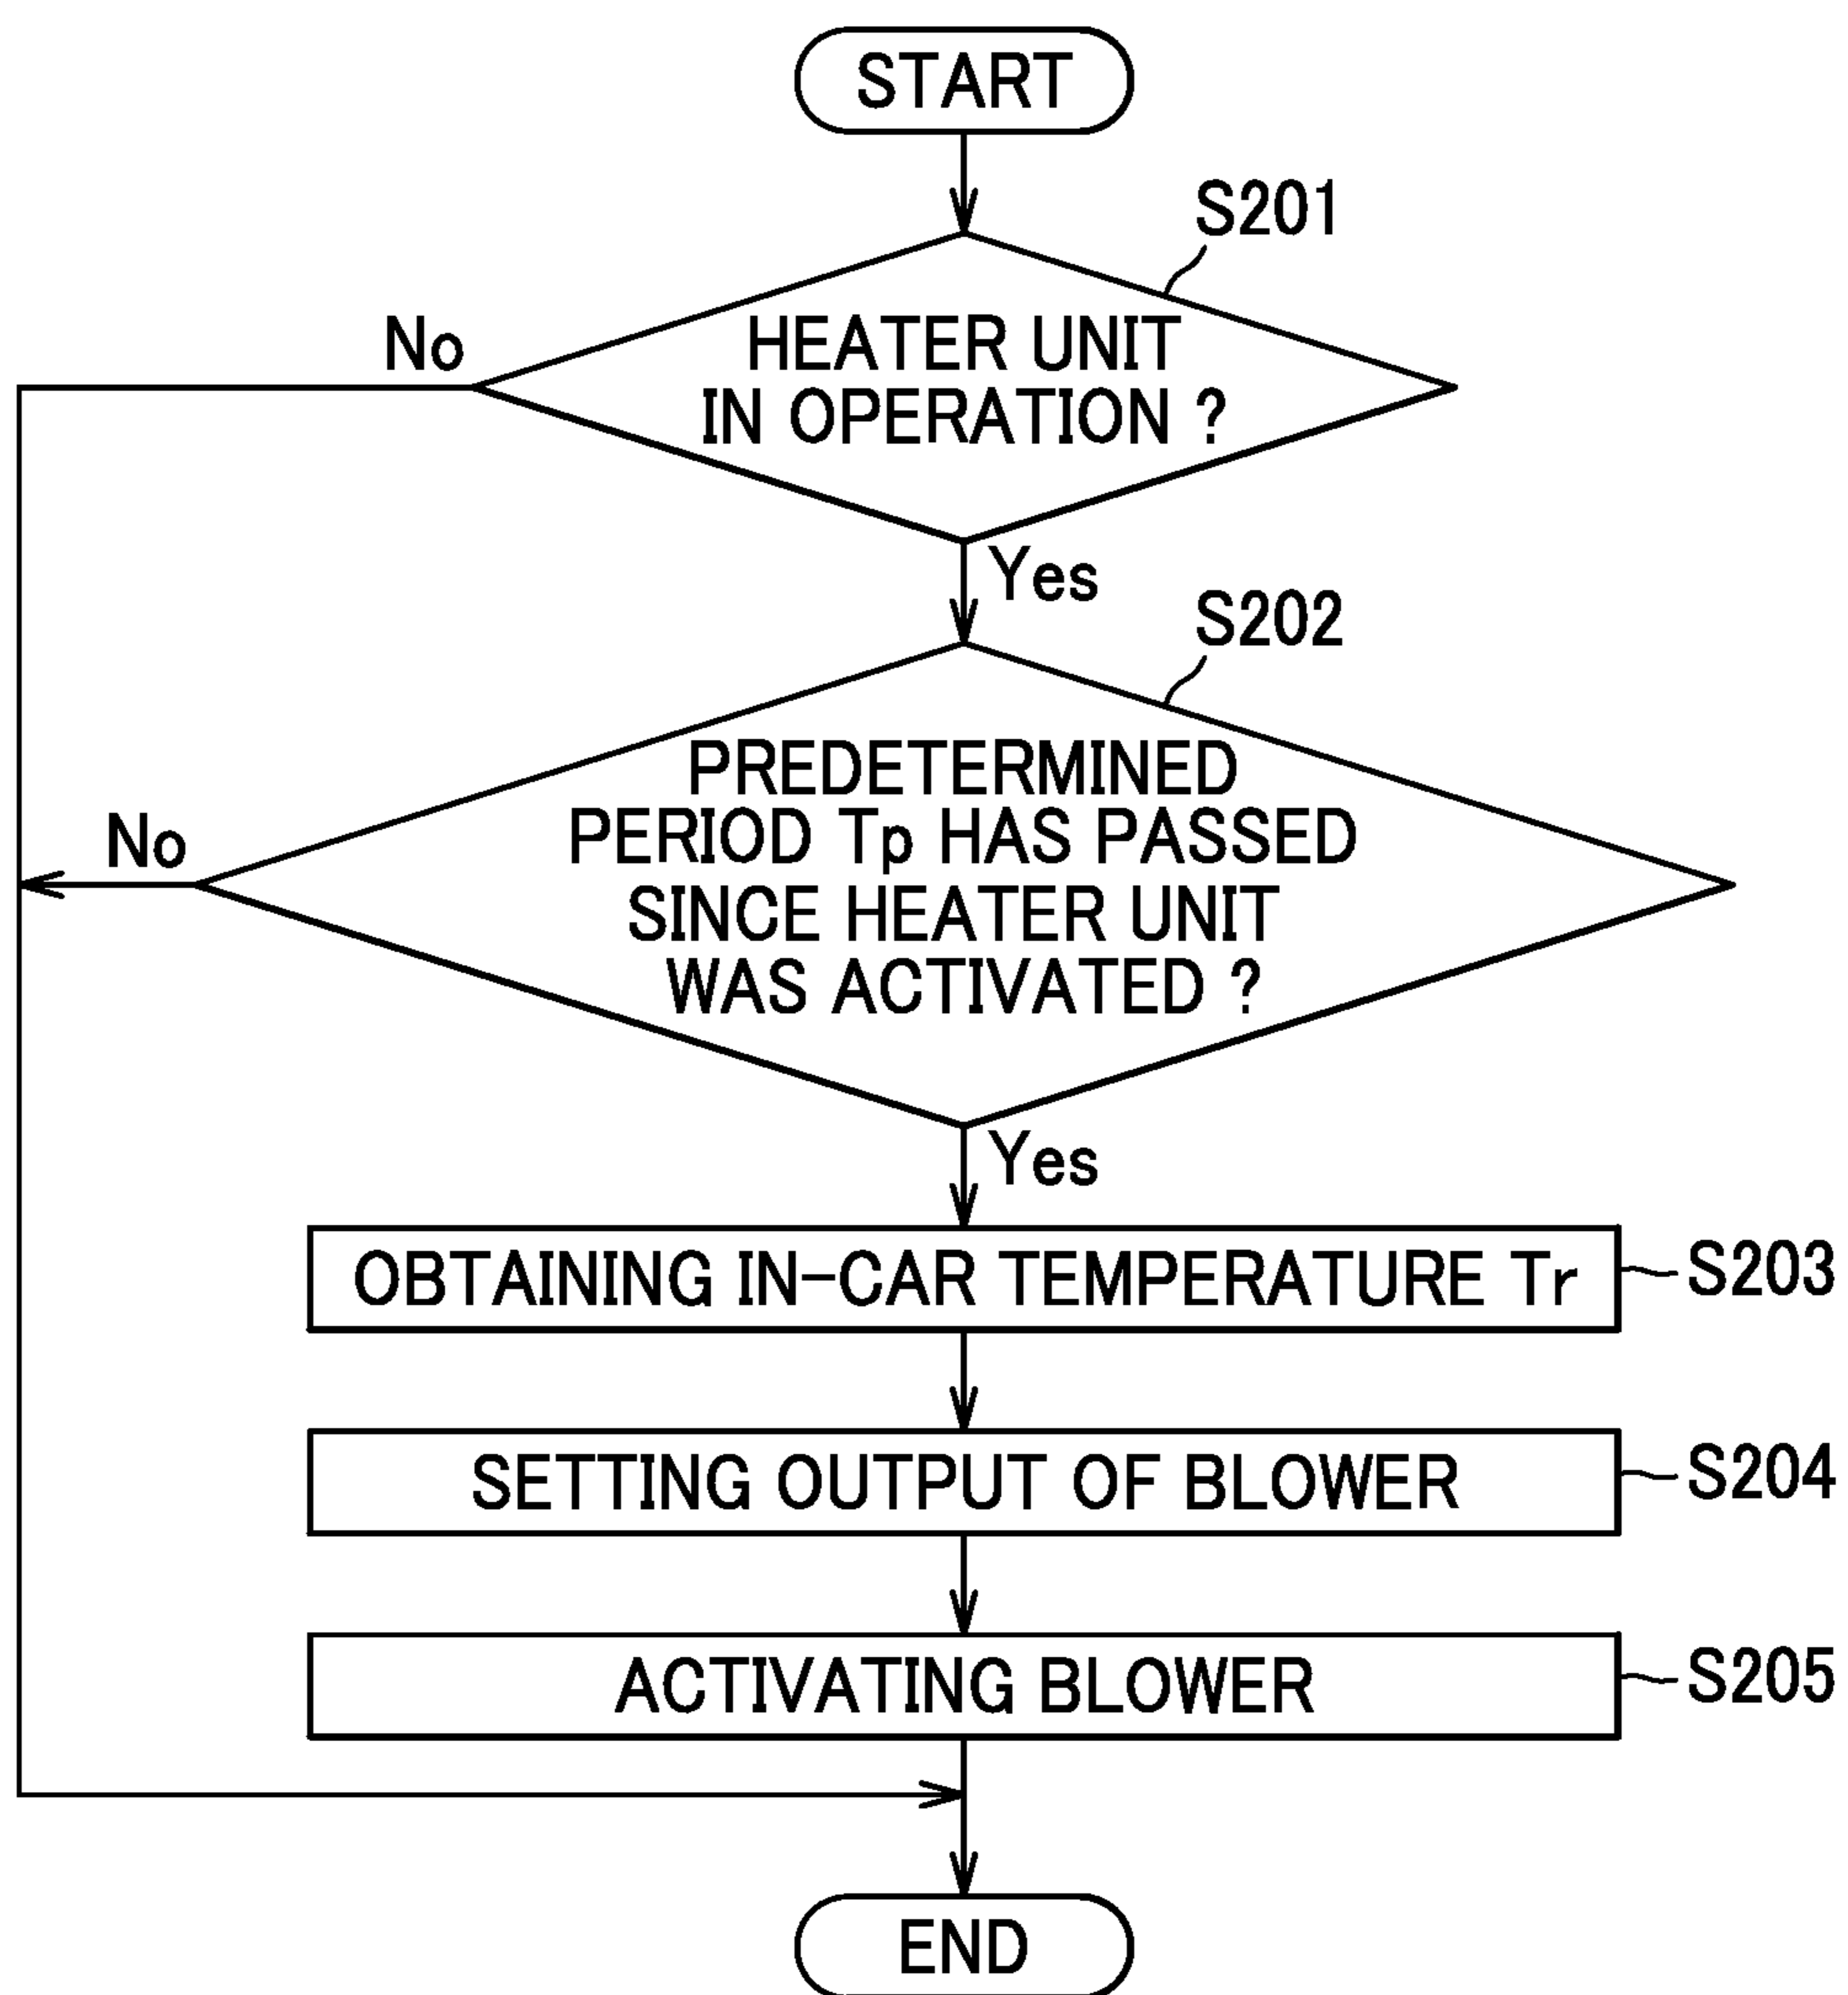 START
S201
No
HEATER UNIT
IN OPERATION ?
Yes
S202
PREDETERMINED
PERIOD Tp HAS PASSED
SINCE HEATER UNIT
WAS ACTIVATED ?
No
Yes
OBTAINING IN-CAR TEMPERATURE Tr
S203
SETTING OUTPUT OF BLOWER
S204
ACTIVATING BLOWER
S205
END